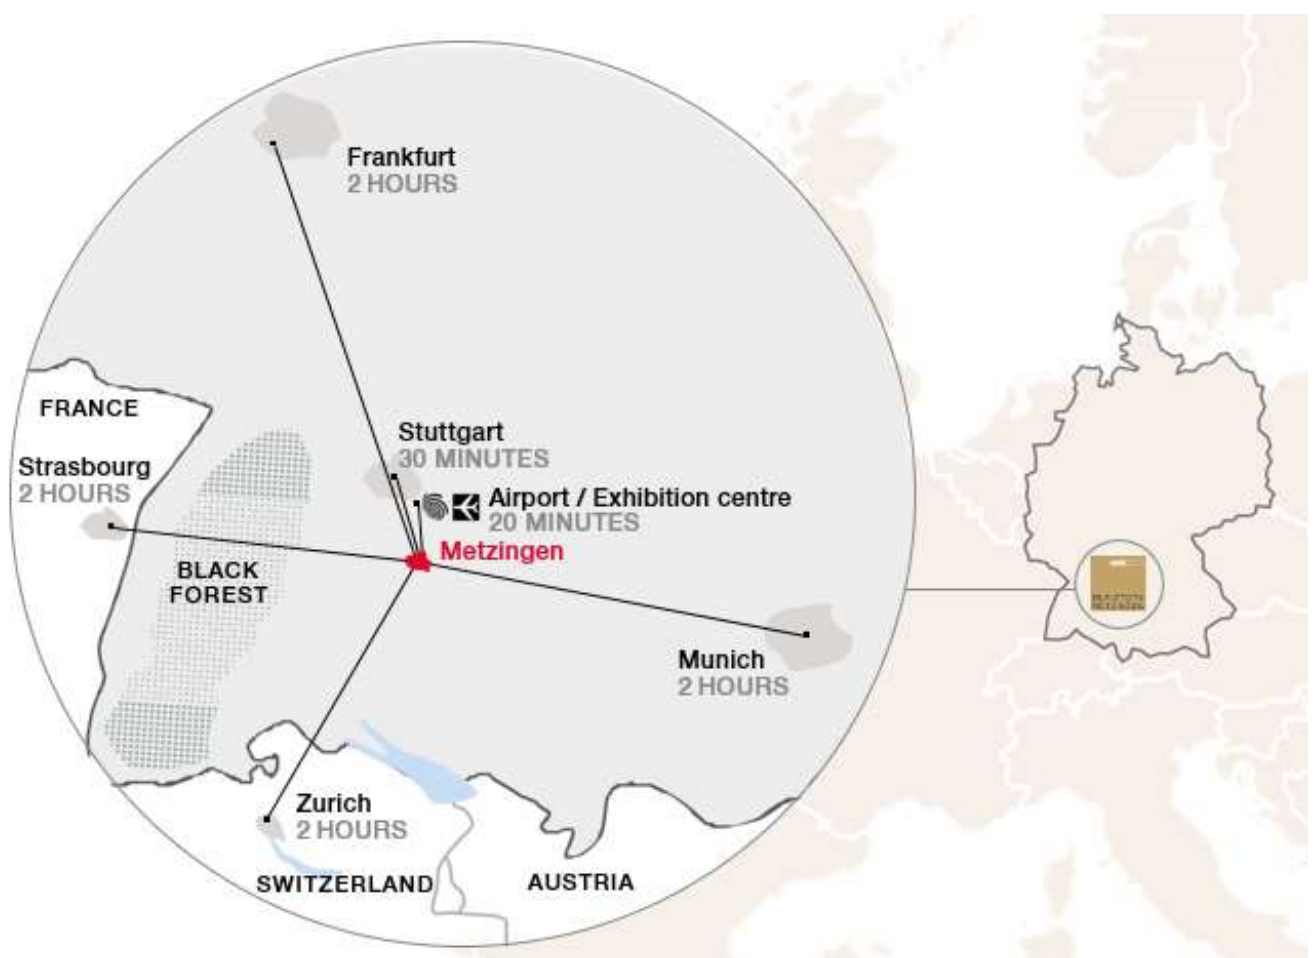 Frankfurt
2 HOURS
FRANCE
Stuttgart
30 MINUTES
Strasbourg
2 HOURS
Airport / Exhibition centre
20 MINUTES
Metzingen
BLACK
FOREST
Munich
2 HOURS
Zurich
2 HOURS
SWITZERLAND
AUSTRIA